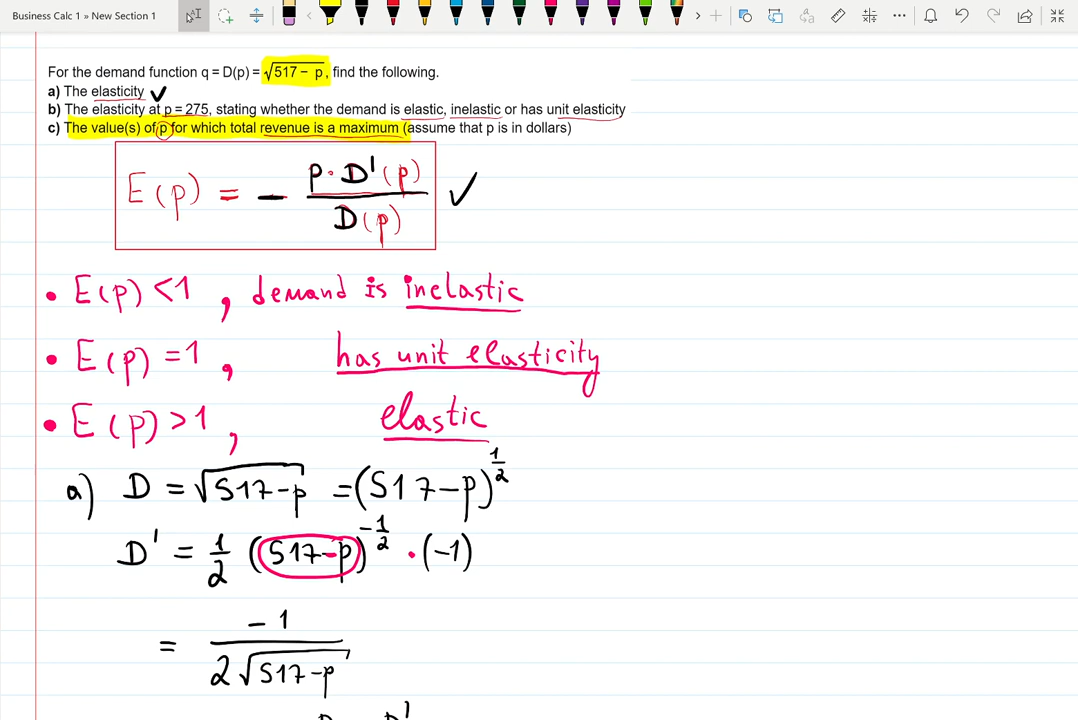 Business Calc 1 » New Section 1
For the demand function q = D(p) = √517 − p, find the following.
a) The elasticity ✓
b) The elasticity at p = 275, stating whether the demand is elastic, inelastic or has unit elasticity
c) The value(s) of p for which total revenue is a maximum (assume that p is in dollars)
E(p) = − p · D'(p) / D(p) ✓
• E(p) <1 , demand is inelastic
• E(p) =1 , has unit elasticity
• E(p) >1 , elastic
a) D = √517−p = (517−p)^1/2
D' = 1/2 (517−p)^−1/2 · (−1)
= −1 / 2√517−p